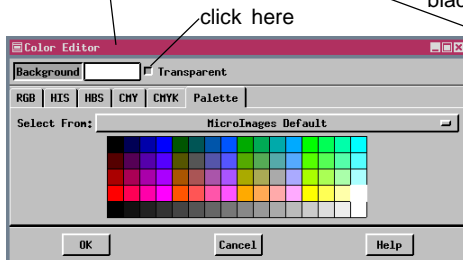 blac
click here
Color Editor
Background Transparent
RGB HIS HBS CMY CMYK Palette
Select From: MicroImages Default
OK Cancel Help